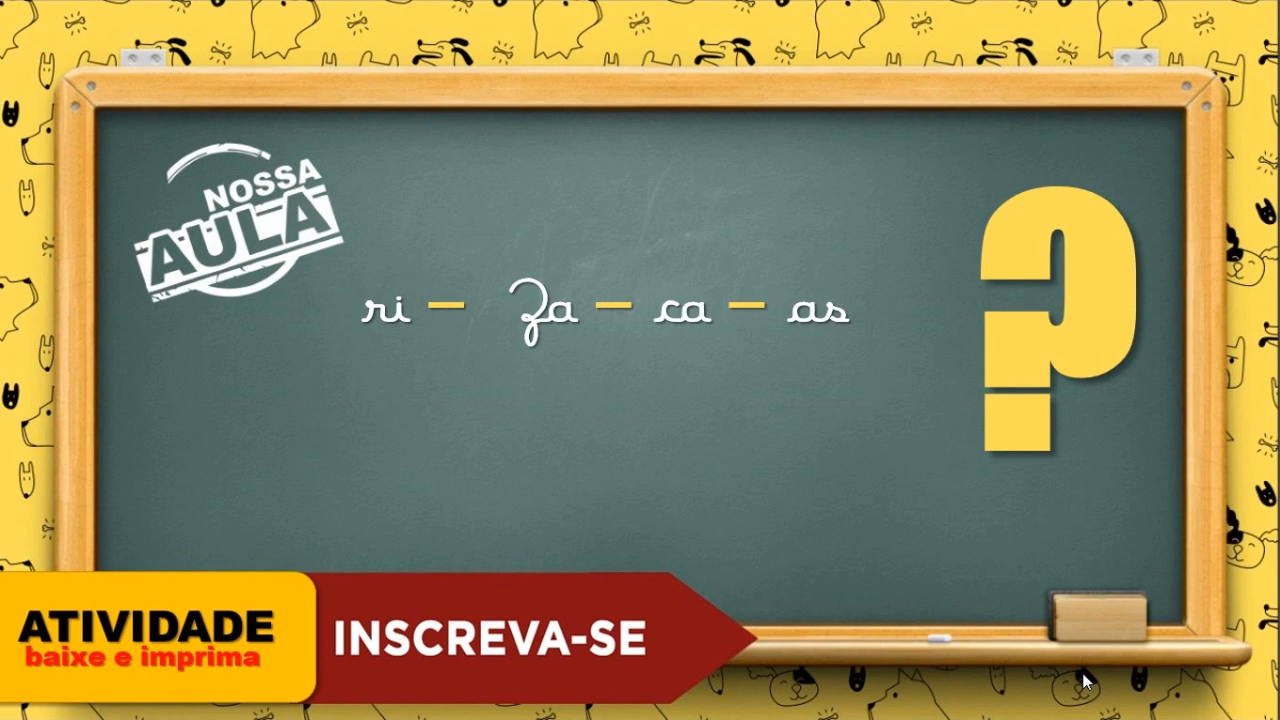 NOSSA
AULA
ri - Za - ca - as
?
ATIVIDADE
baixe e imprima
INSCREVA-SE